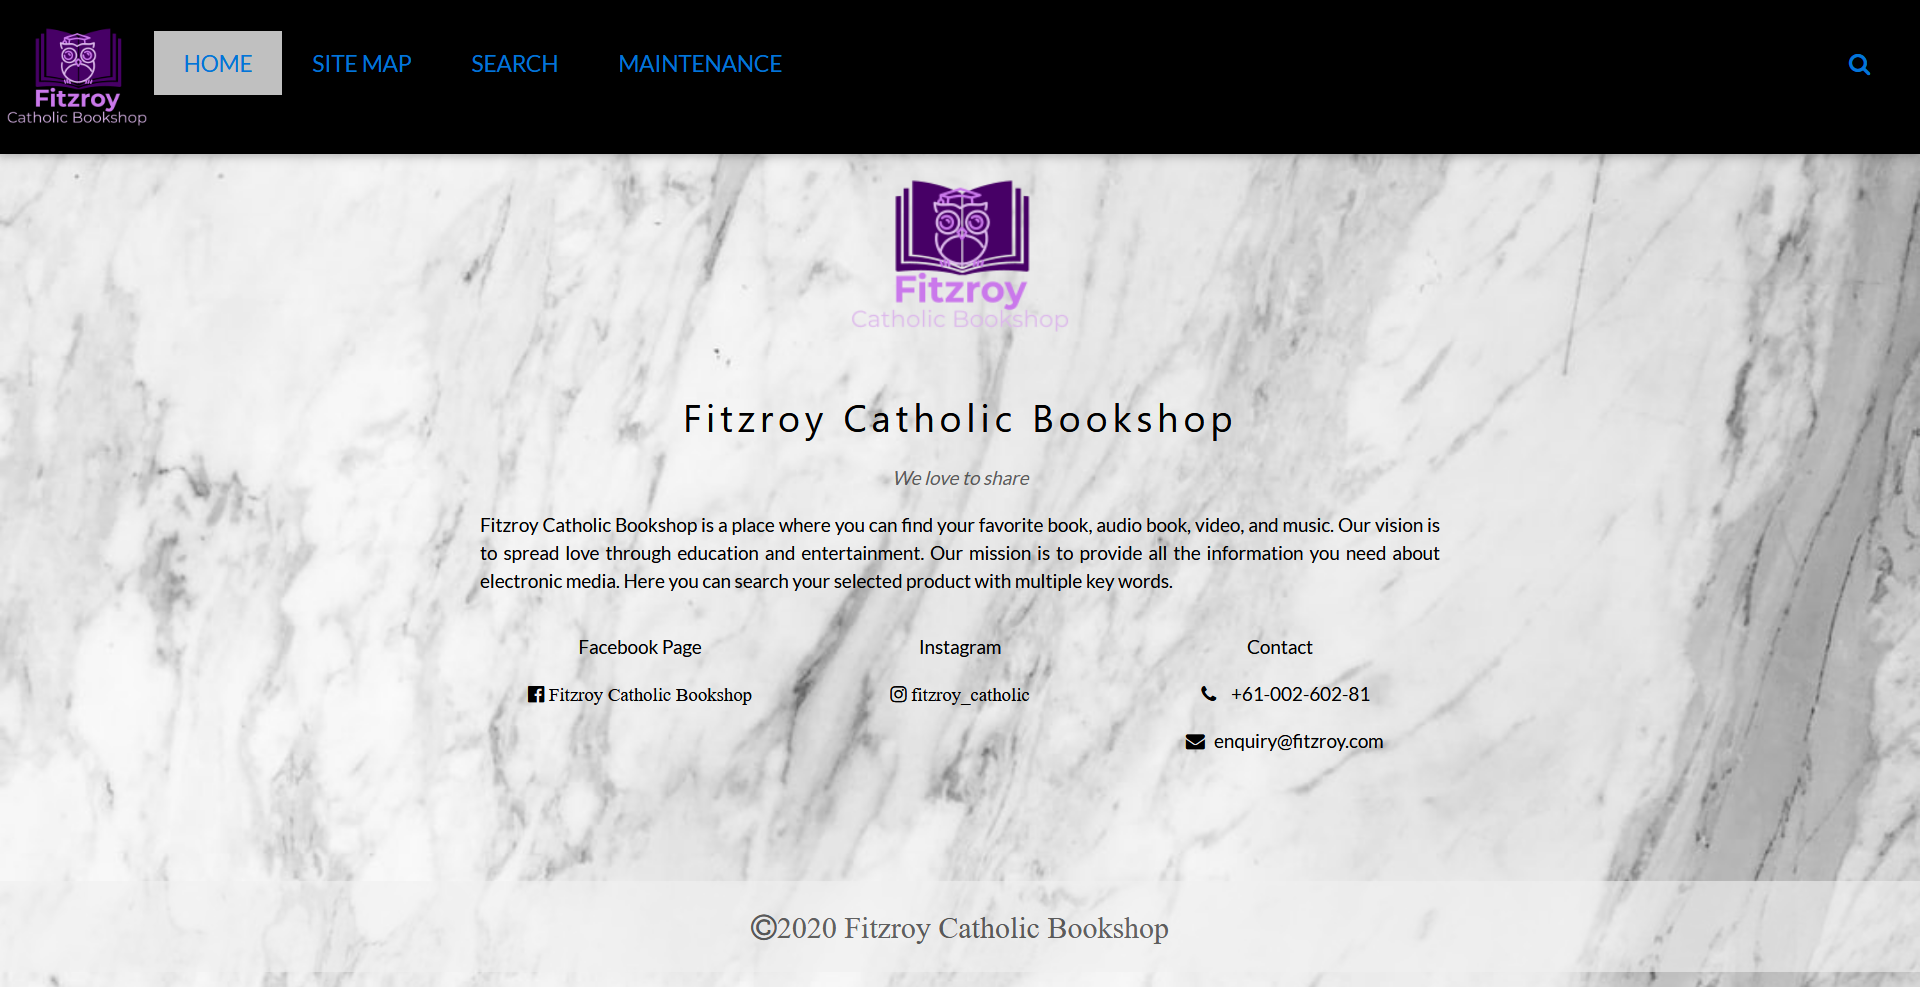 Fitzroy
Catholic Bookshop
HOME
SITE MAP
SEARCH
MAINTENANCE
Fitzroy
Catholic Bookshop
Fitzroy Catholic Bookshop
We love to share
Fitzroy Catholic Bookshop is a place where you can find your favorite book, audio book, video, and music. Our vision is
to spread love through education and entertainment. Our mission is to provide all the information you need about
electronic media. Here you can search your selected product with multiple key words.
Facebook Page
Fitzroy Catholic Bookshop
Instagram
fitzroy_catholic
Contact
+61-002-602-81
enquiry@fitzroy.com
©2020 Fitzroy Catholic Bookshop